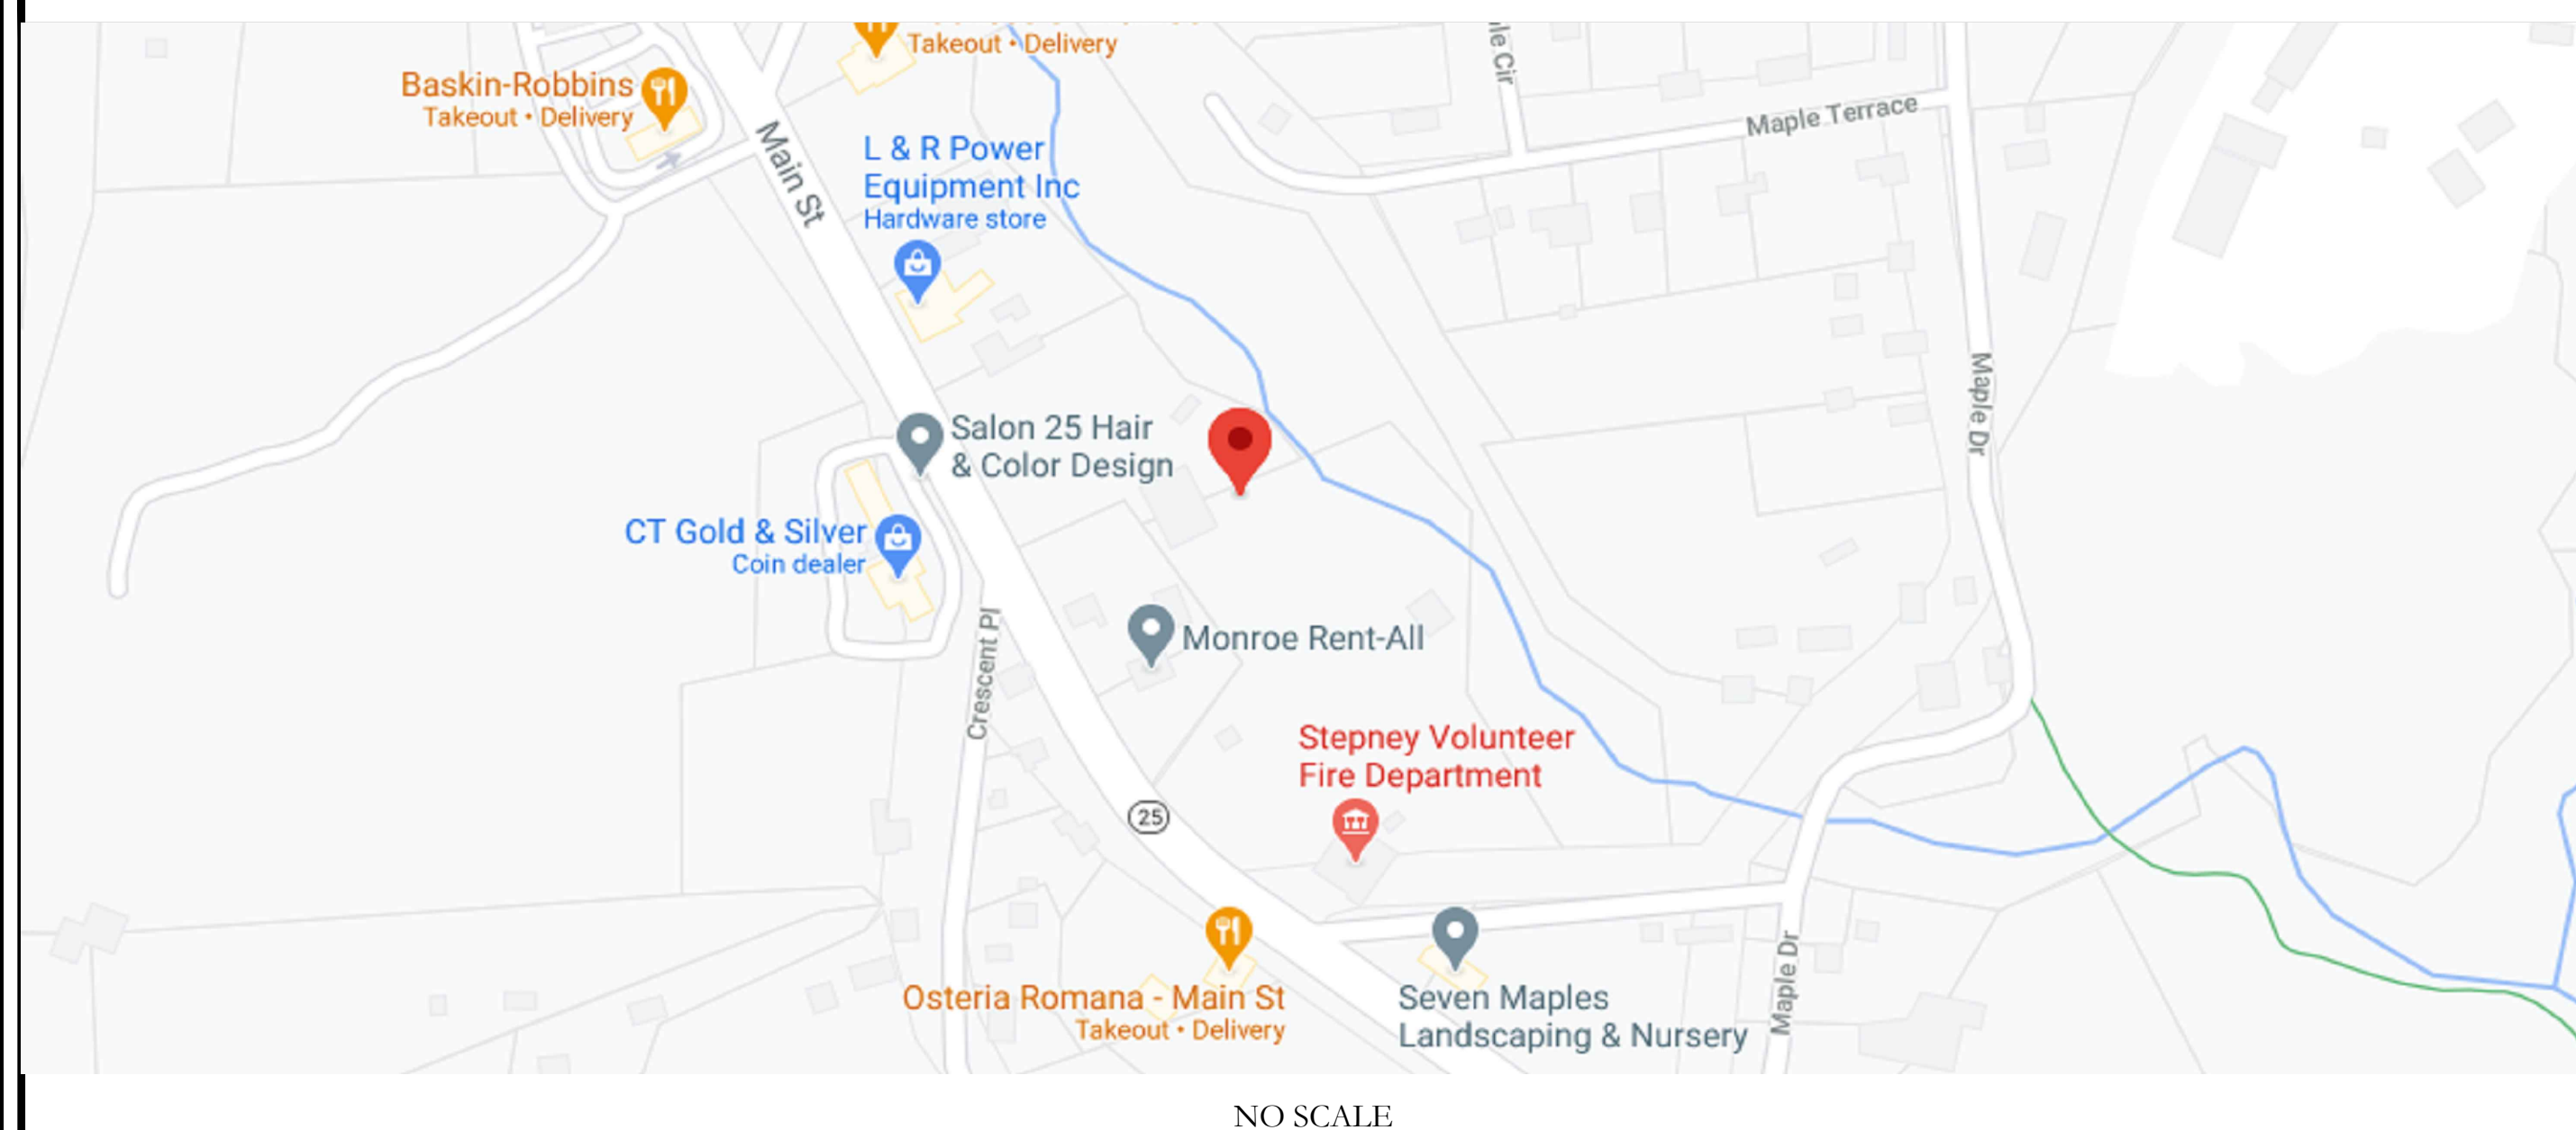 Takeout • Delivery
Baskin-Robbins
Takeout • Delivery
Main St
L & R Power
Equipment Inc
Hardware store
Maple Terrace
Maple Dr
Salon 25 Hair
& Color Design
CT Gold & Silver
Coin dealer
Crescent Pl
Monroe Rent-All
Stepney Volunteer
Fire Department
25
Osteria Romana - Main St
Takeout • Delivery
Seven Maples
Landscaping & Nursery
Maple Dr
NO SCALE